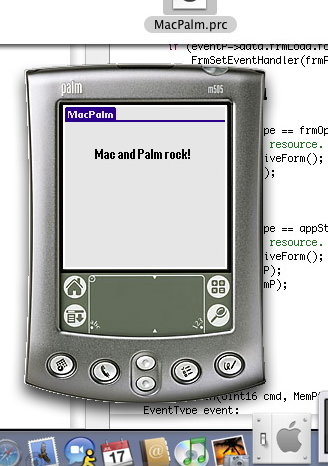 MacPalm.prc
if (eventP->data.frmLoad.fo
FrmSetEventHandler(frmP
palm
m505
MacPalm
Mac and Palm rock!
pe == frmOp
resource.
iveForm();
);
pe == appSt
resource.
iveForm();
P);
mP);
(UInt16 cmd, MemP
EventType event;
17